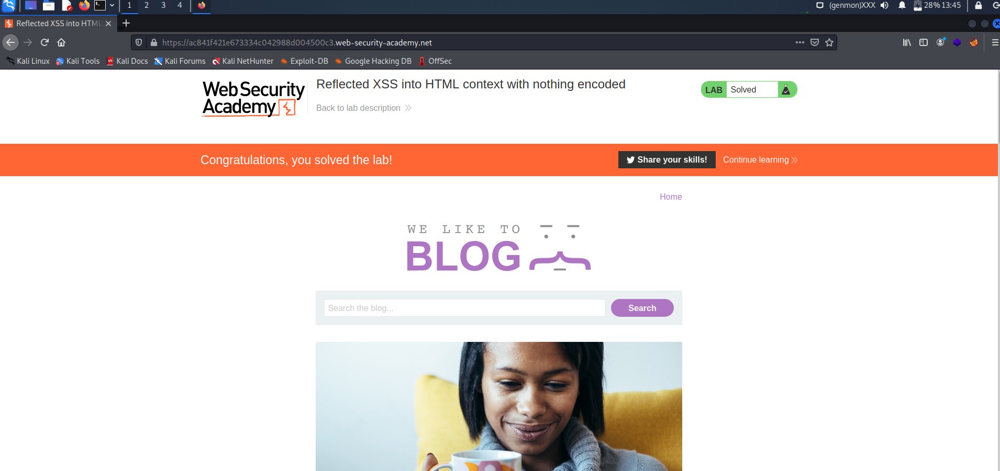 1 2 3 4 (genmon)XXX 28% 13:45
Reflected XSS into HTML
https://ac841f421e673334c042988d004500c3.web-security-academy.net
Kali Linux Kali Tools Kali Docs Kali Forums Kali NetHunter Exploit-DB Google Hacking DB OffSec
Web Security
Academy
Reflected XSS into HTML context with nothing encoded
Back to lab description
LAB Solved
Congratulations, you solved the lab! Share your skills! Continue learning
Home
WE LIKE TO
BLOG
Search the blog... Search